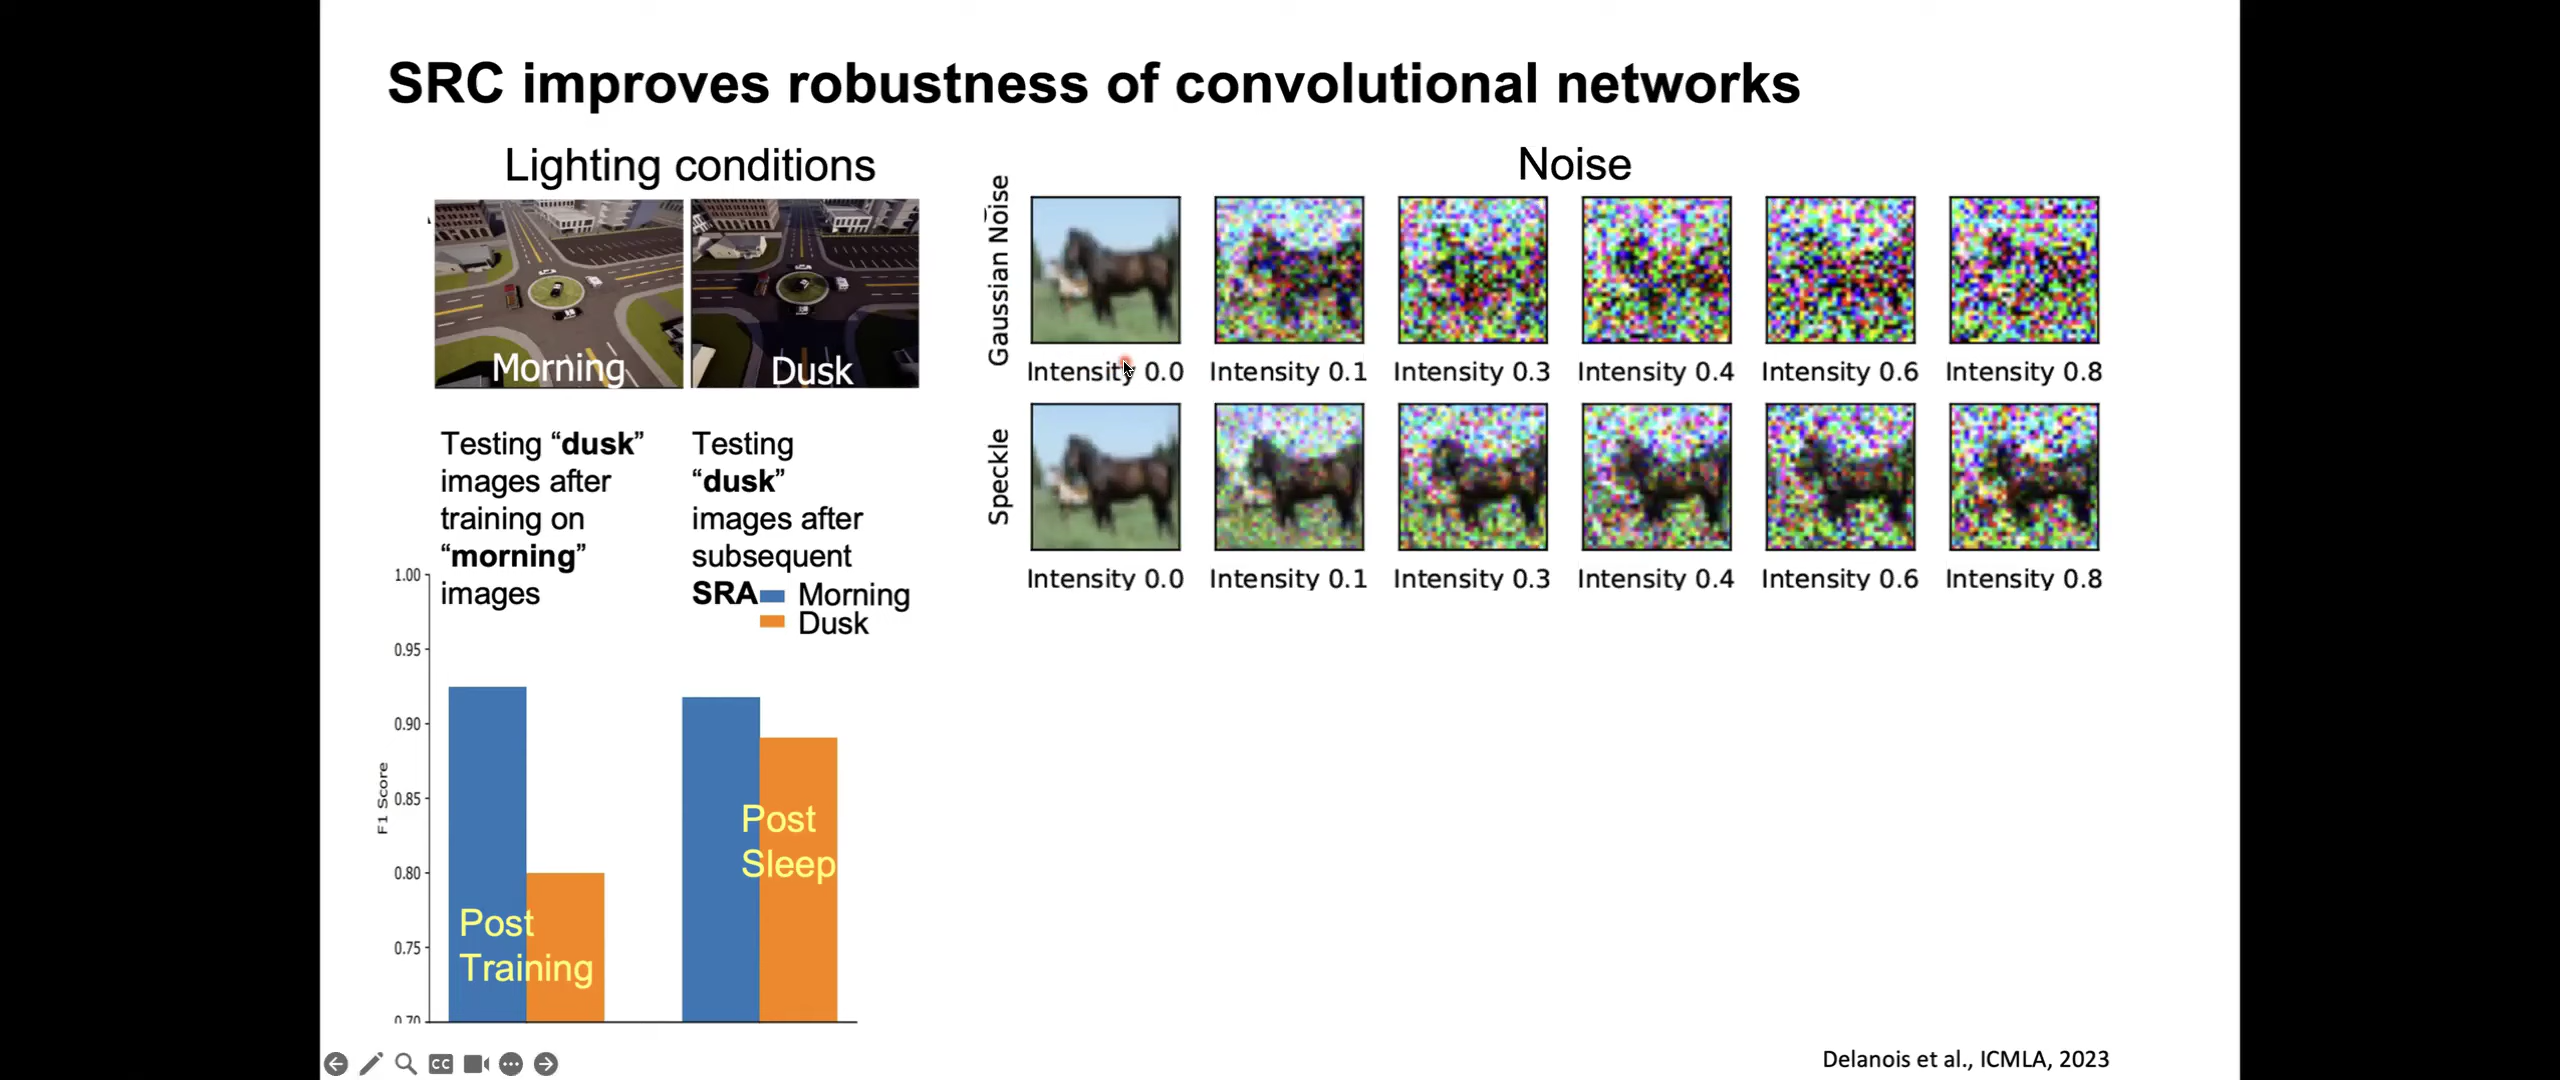 SRC improves robustness of convolutional networks
Lighting conditions
Morning
Dusk
Testing “dusk”
images after
training on
“morning”
images
Testing
“dusk”
images after
subsequent
SRA
Morning
Dusk
1.00
0.95
0.90
0.85
0.80
0.75
0.70
F1 Score
Post
Training
Post
Sleep
Noise
Gaussian Noise
Intensity 0.0 Intensity 0.1 Intensity 0.3 Intensity 0.4 Intensity 0.6 Intensity 0.8
Speckle
Intensity 0.0 Intensity 0.1 Intensity 0.3 Intensity 0.4 Intensity 0.6 Intensity 0.8
CC
Delanois et al., ICMLA, 2023